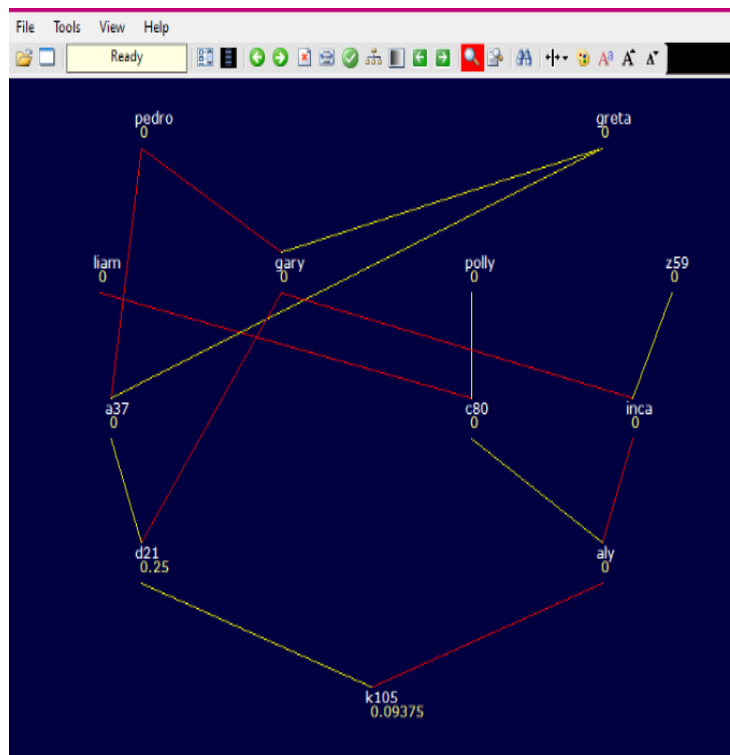 File Tools View Help
Ready
pedro greta
0 0
liam gary polly z59
0 0 0 0
a37 c80 inca
0 0 0
d21 aly
0.25 0
k105
0.09375